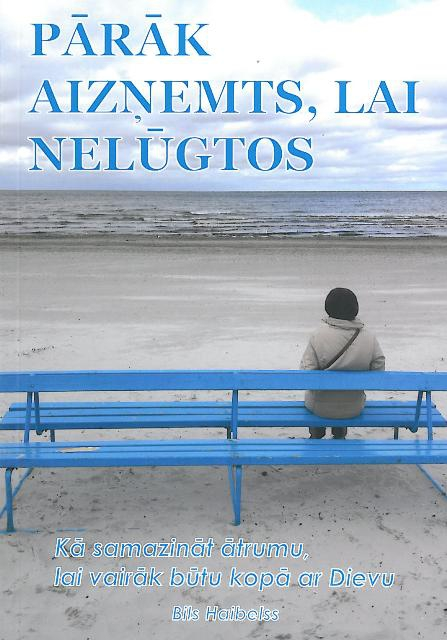 PĀRĀK
AIZŅEMTS, LAI
NELŪGTOS
Kā samazināt ātrumu,
lai vairāk būtu kopā ar Dievu
Bils Haibelss